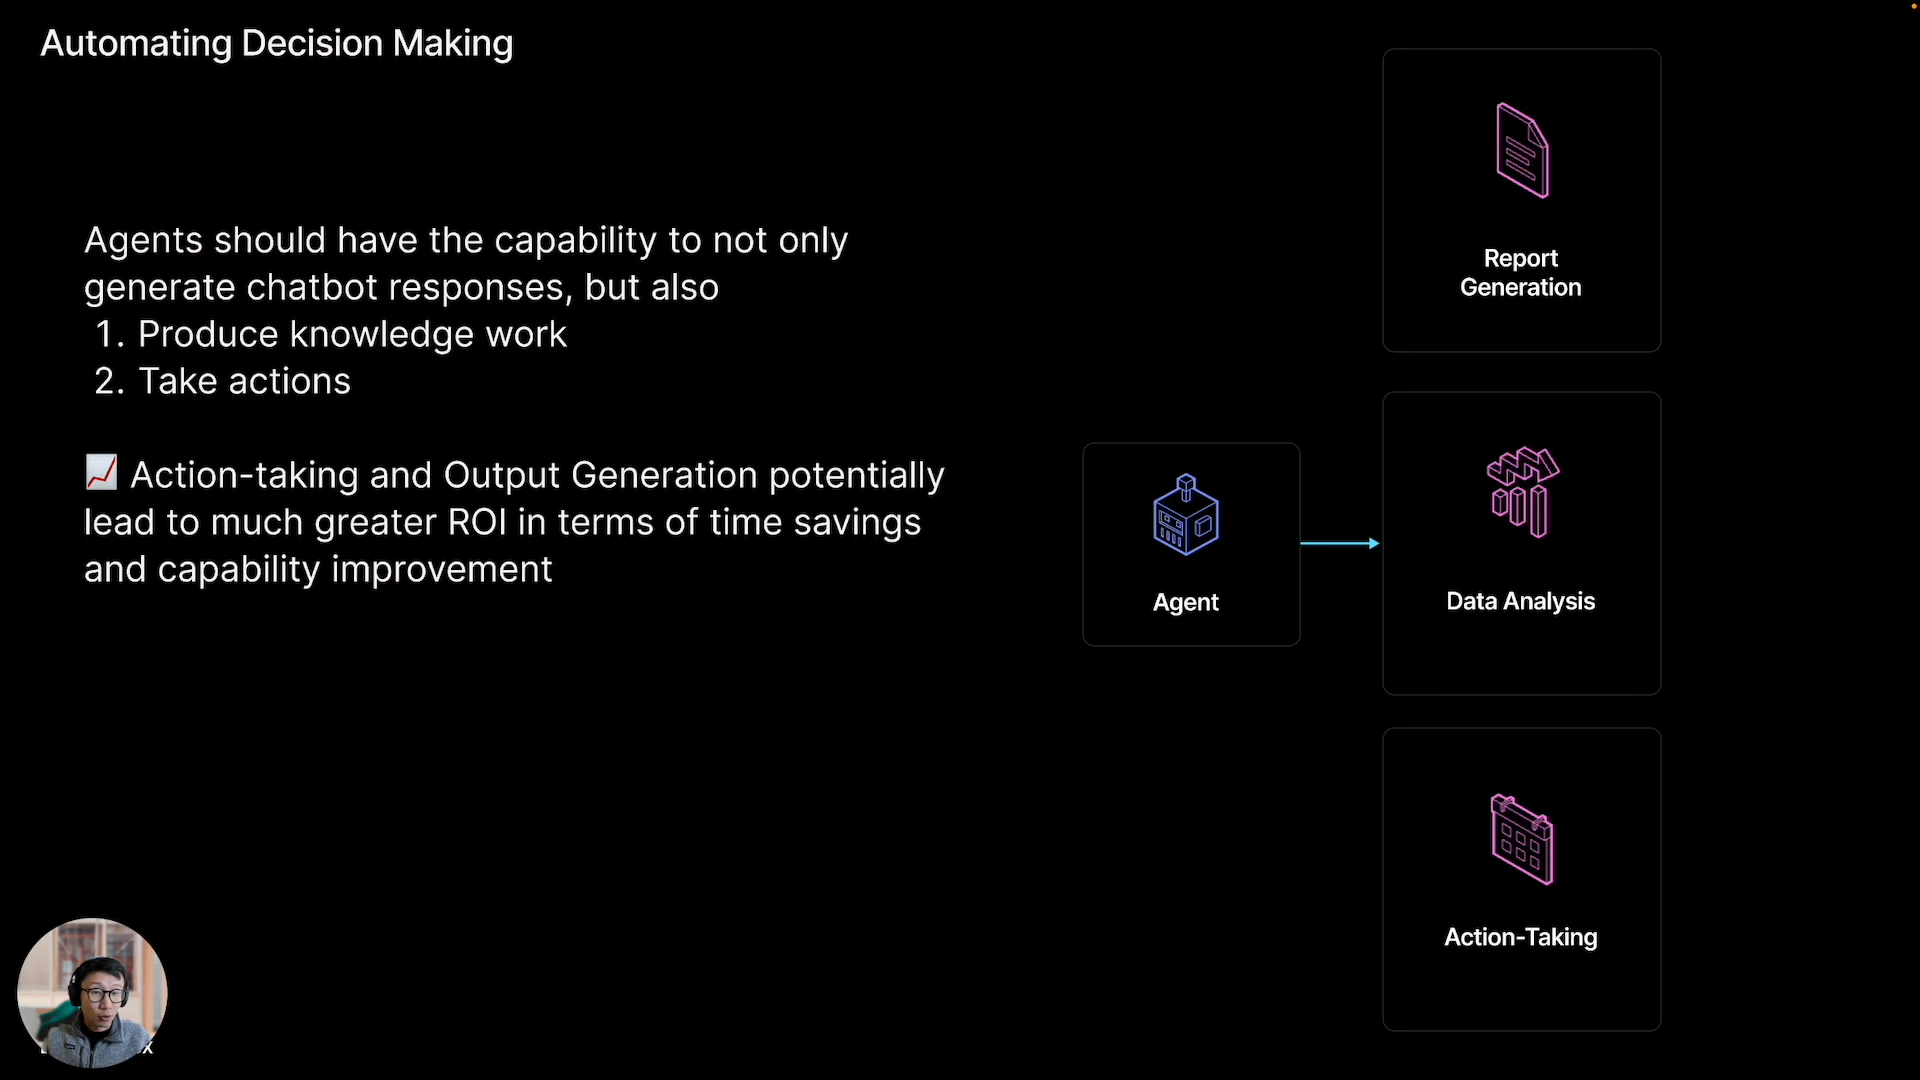 Automating Decision Making
Agents should have the capability to not only
generate chatbot responses, but also
1. Produce knowledge work
2. Take actions
📈 Action-taking and Output Generation potentially
lead to much greater ROI in terms of time savings
and capability improvement
Agent
Report
Generation
Data Analysis
Action-Taking